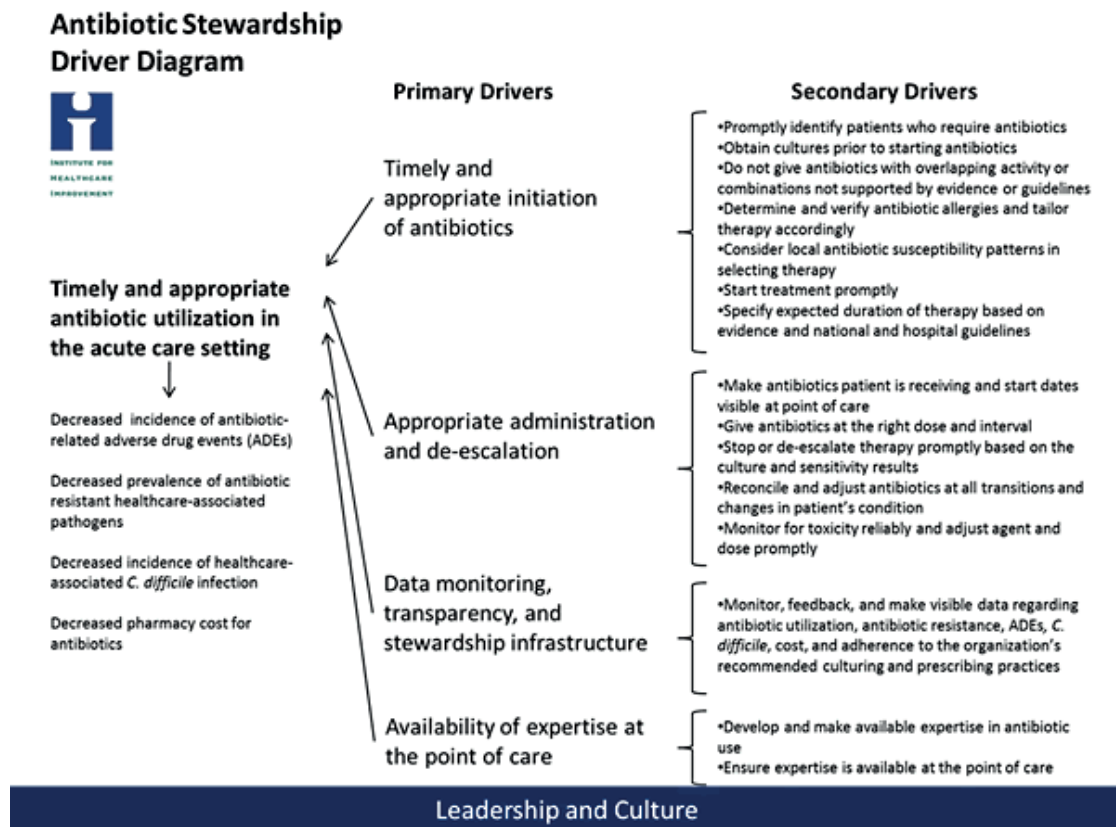 Antibiotic Stewardship
Driver Diagram
INSTITUTE FOR
HEALTHCARE
IMPROVEMENT
Timely and appropriate
antibiotic utilization in
the acute care setting
Decreased incidence of antibiotic-
related adverse drug events (ADEs)
Decreased prevalence of antibiotic
resistant healthcare-associated
pathogens
Decreased incidence of healthcare-
associated C. difficile infection
Decreased pharmacy cost for
antibiotics
Primary Drivers
Timely and
appropriate initiation
of antibiotics
Appropriate administration
and de-escalation
Data monitoring,
transparency, and
stewardship infrastructure
Availability of expertise at
the point of care
Secondary Drivers
•Promptly identify patients who require antibiotics
•Obtain cultures prior to starting antibiotics
•Do not give antibiotics with overlapping activity or
combinations not supported by evidence or guidelines
•Determine and verify antibiotic allergies and tailor
therapy accordingly
•Consider local antibiotic susceptibility patterns in
selecting therapy
•Start treatment promptly
•Specify expected duration of therapy based on
evidence and national and hospital guidelines
•Make antibiotics patient is receiving and start dates
visible at point of care
•Give antibiotics at the right dose and interval
•Stop or de-escalate therapy promptly based on the
culture and sensitivity results
•Reconcile and adjust antibiotics at all transitions and
changes in patient's condition
•Monitor for toxicity reliably and adjust agent and
dose promptly
•Monitor, feedback, and make visible data regarding
antibiotic utilization, antibiotic resistance, ADEs, C.
difficile, cost, and adherence to the organization's
recommended culturing and prescribing practices
•Develop and make available expertise in antibiotic
use
•Ensure expertise is available at the point of care
Leadership and Culture